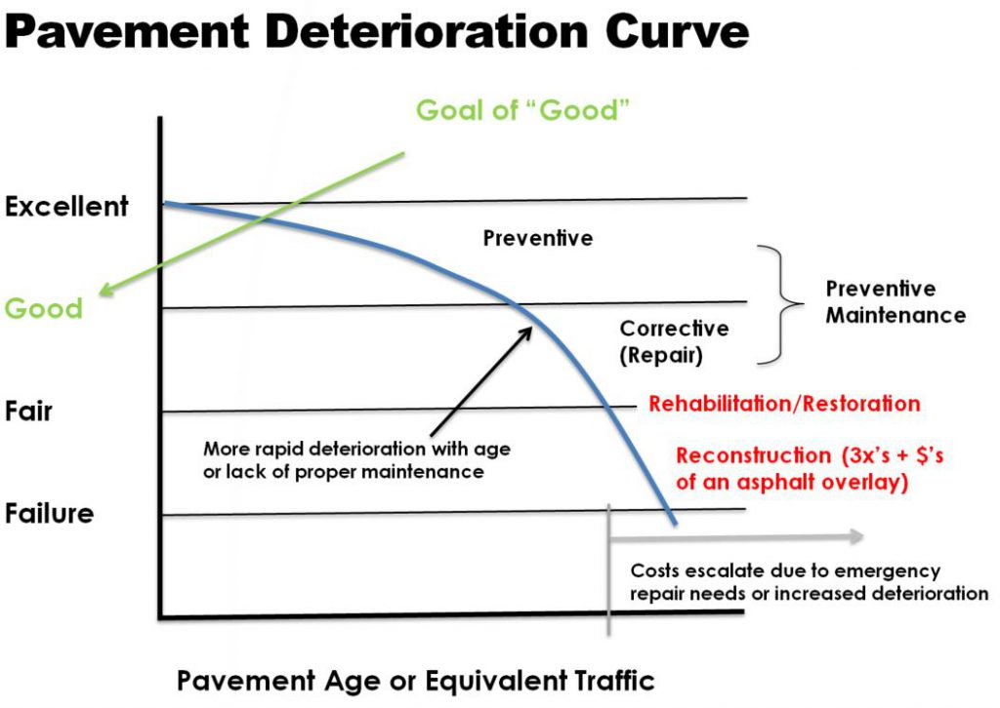 Pavement Deterioration Curve
Goal of “Good”
Excellent
Preventive
Good
Preventive
Maintenance
Corrective
(Repair)
Fair
Rehabilitation/Restoration
More rapid deterioration with age
or lack of proper maintenance
Reconstruction (3x’s + $’s
of an asphalt overlay)
Failure
Costs escalate due to emergency
repair needs or increased deterioration
Pavement Age or Equivalent Traffic